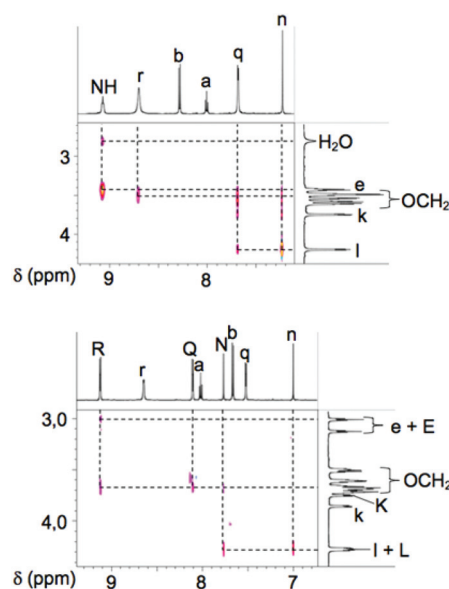 n
b
q
NH
r
a
H₂O
3
e
OCH₂
k
4
l
δ (ppm)
9
8
b
n
R
Q
N
r
a
q
3,0
e + E
OCH₂
K
4,0
k
l + L
δ (ppm)
9
8
7